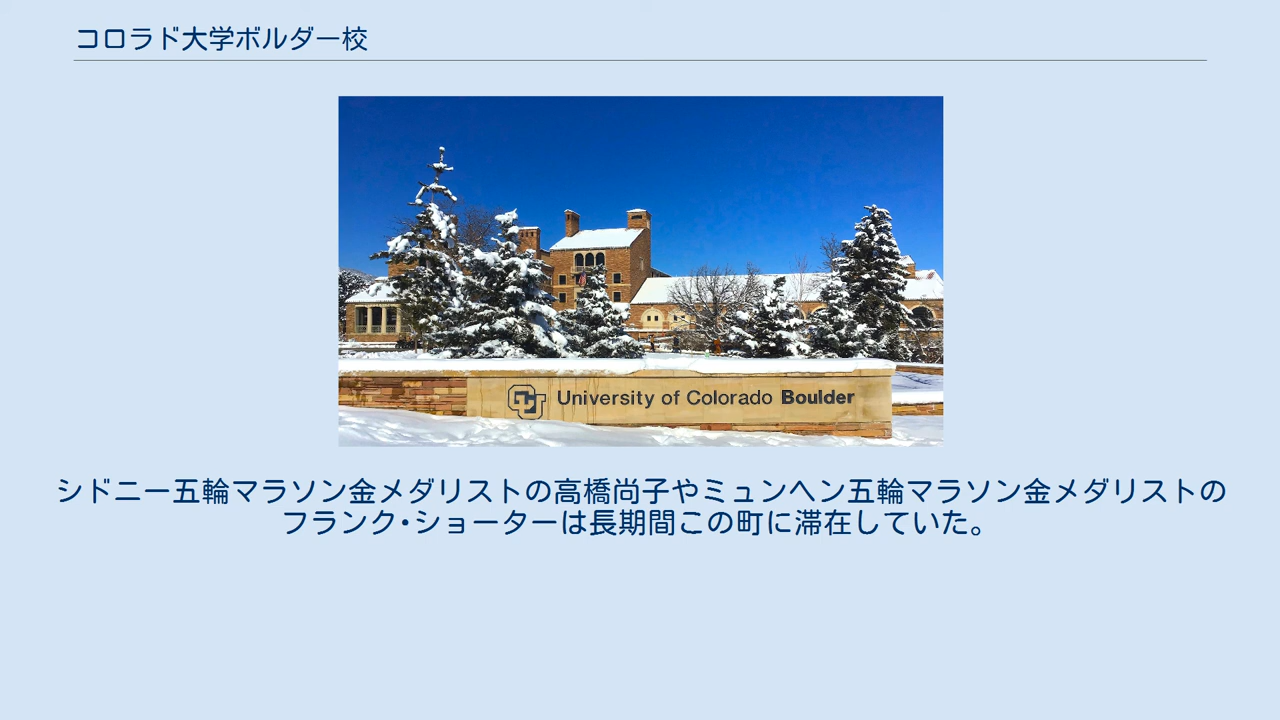 コロラド大学ボルダー校
University of Colorado Boulder
シドニー五輪マラソン金メダリストの高橋尚子やミュンヘン五輪マラソン金メダリストの
フランク・ショーターは長期間この町に滞在していた。